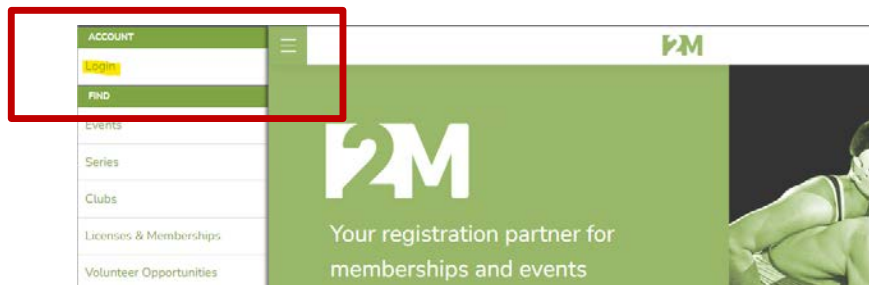 ACCOUNT
Login
FIND
Events
Series
Clubs
Licenses & Memberships
Volunteer Opportunities
2M
2M
Your registration partner for
memberships and events